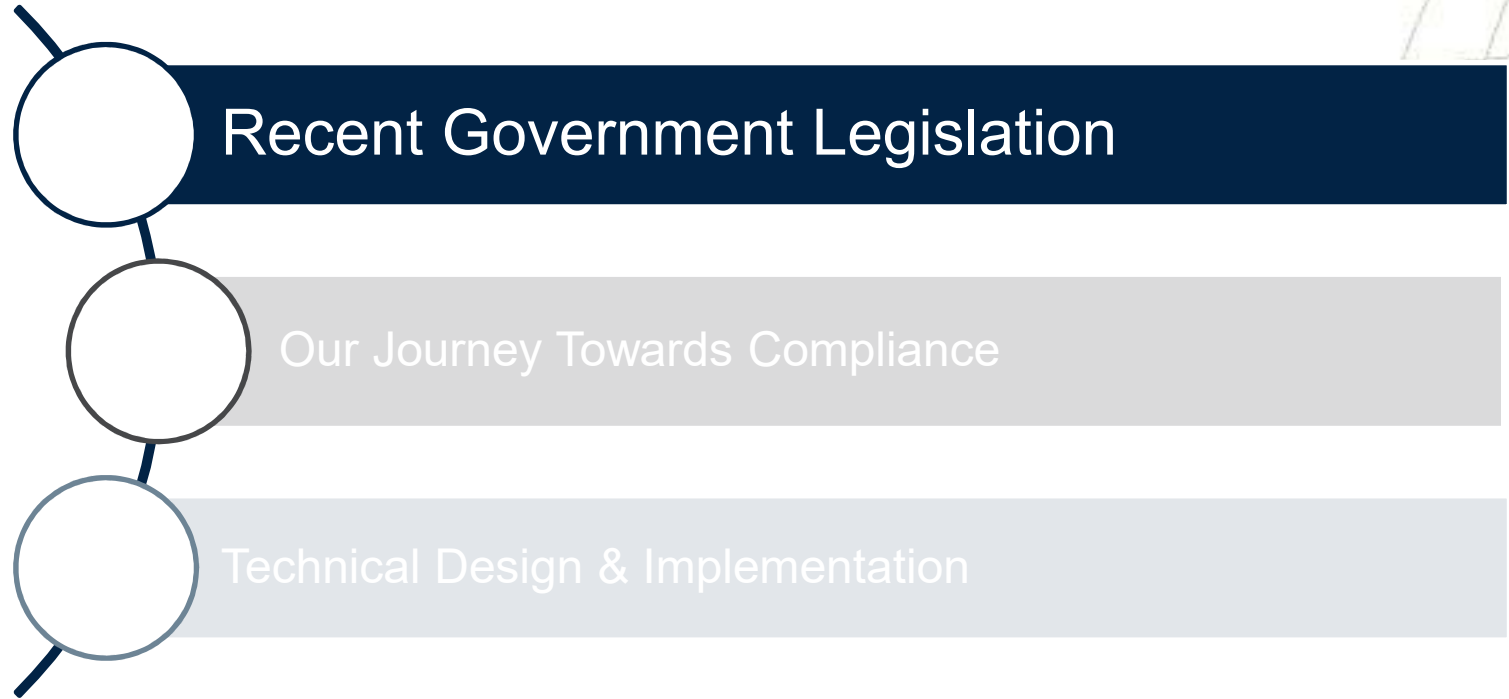 Recent Government Legislation
Our Journey Towards Compliance
Technical Design & Implementation